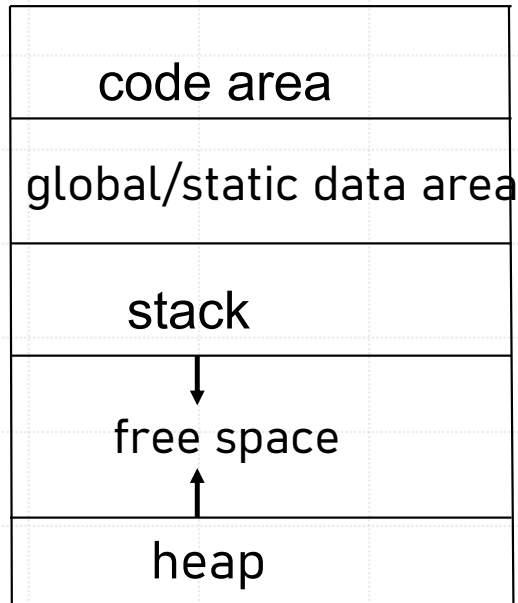 code area
global/static data area
stack
free space
heap